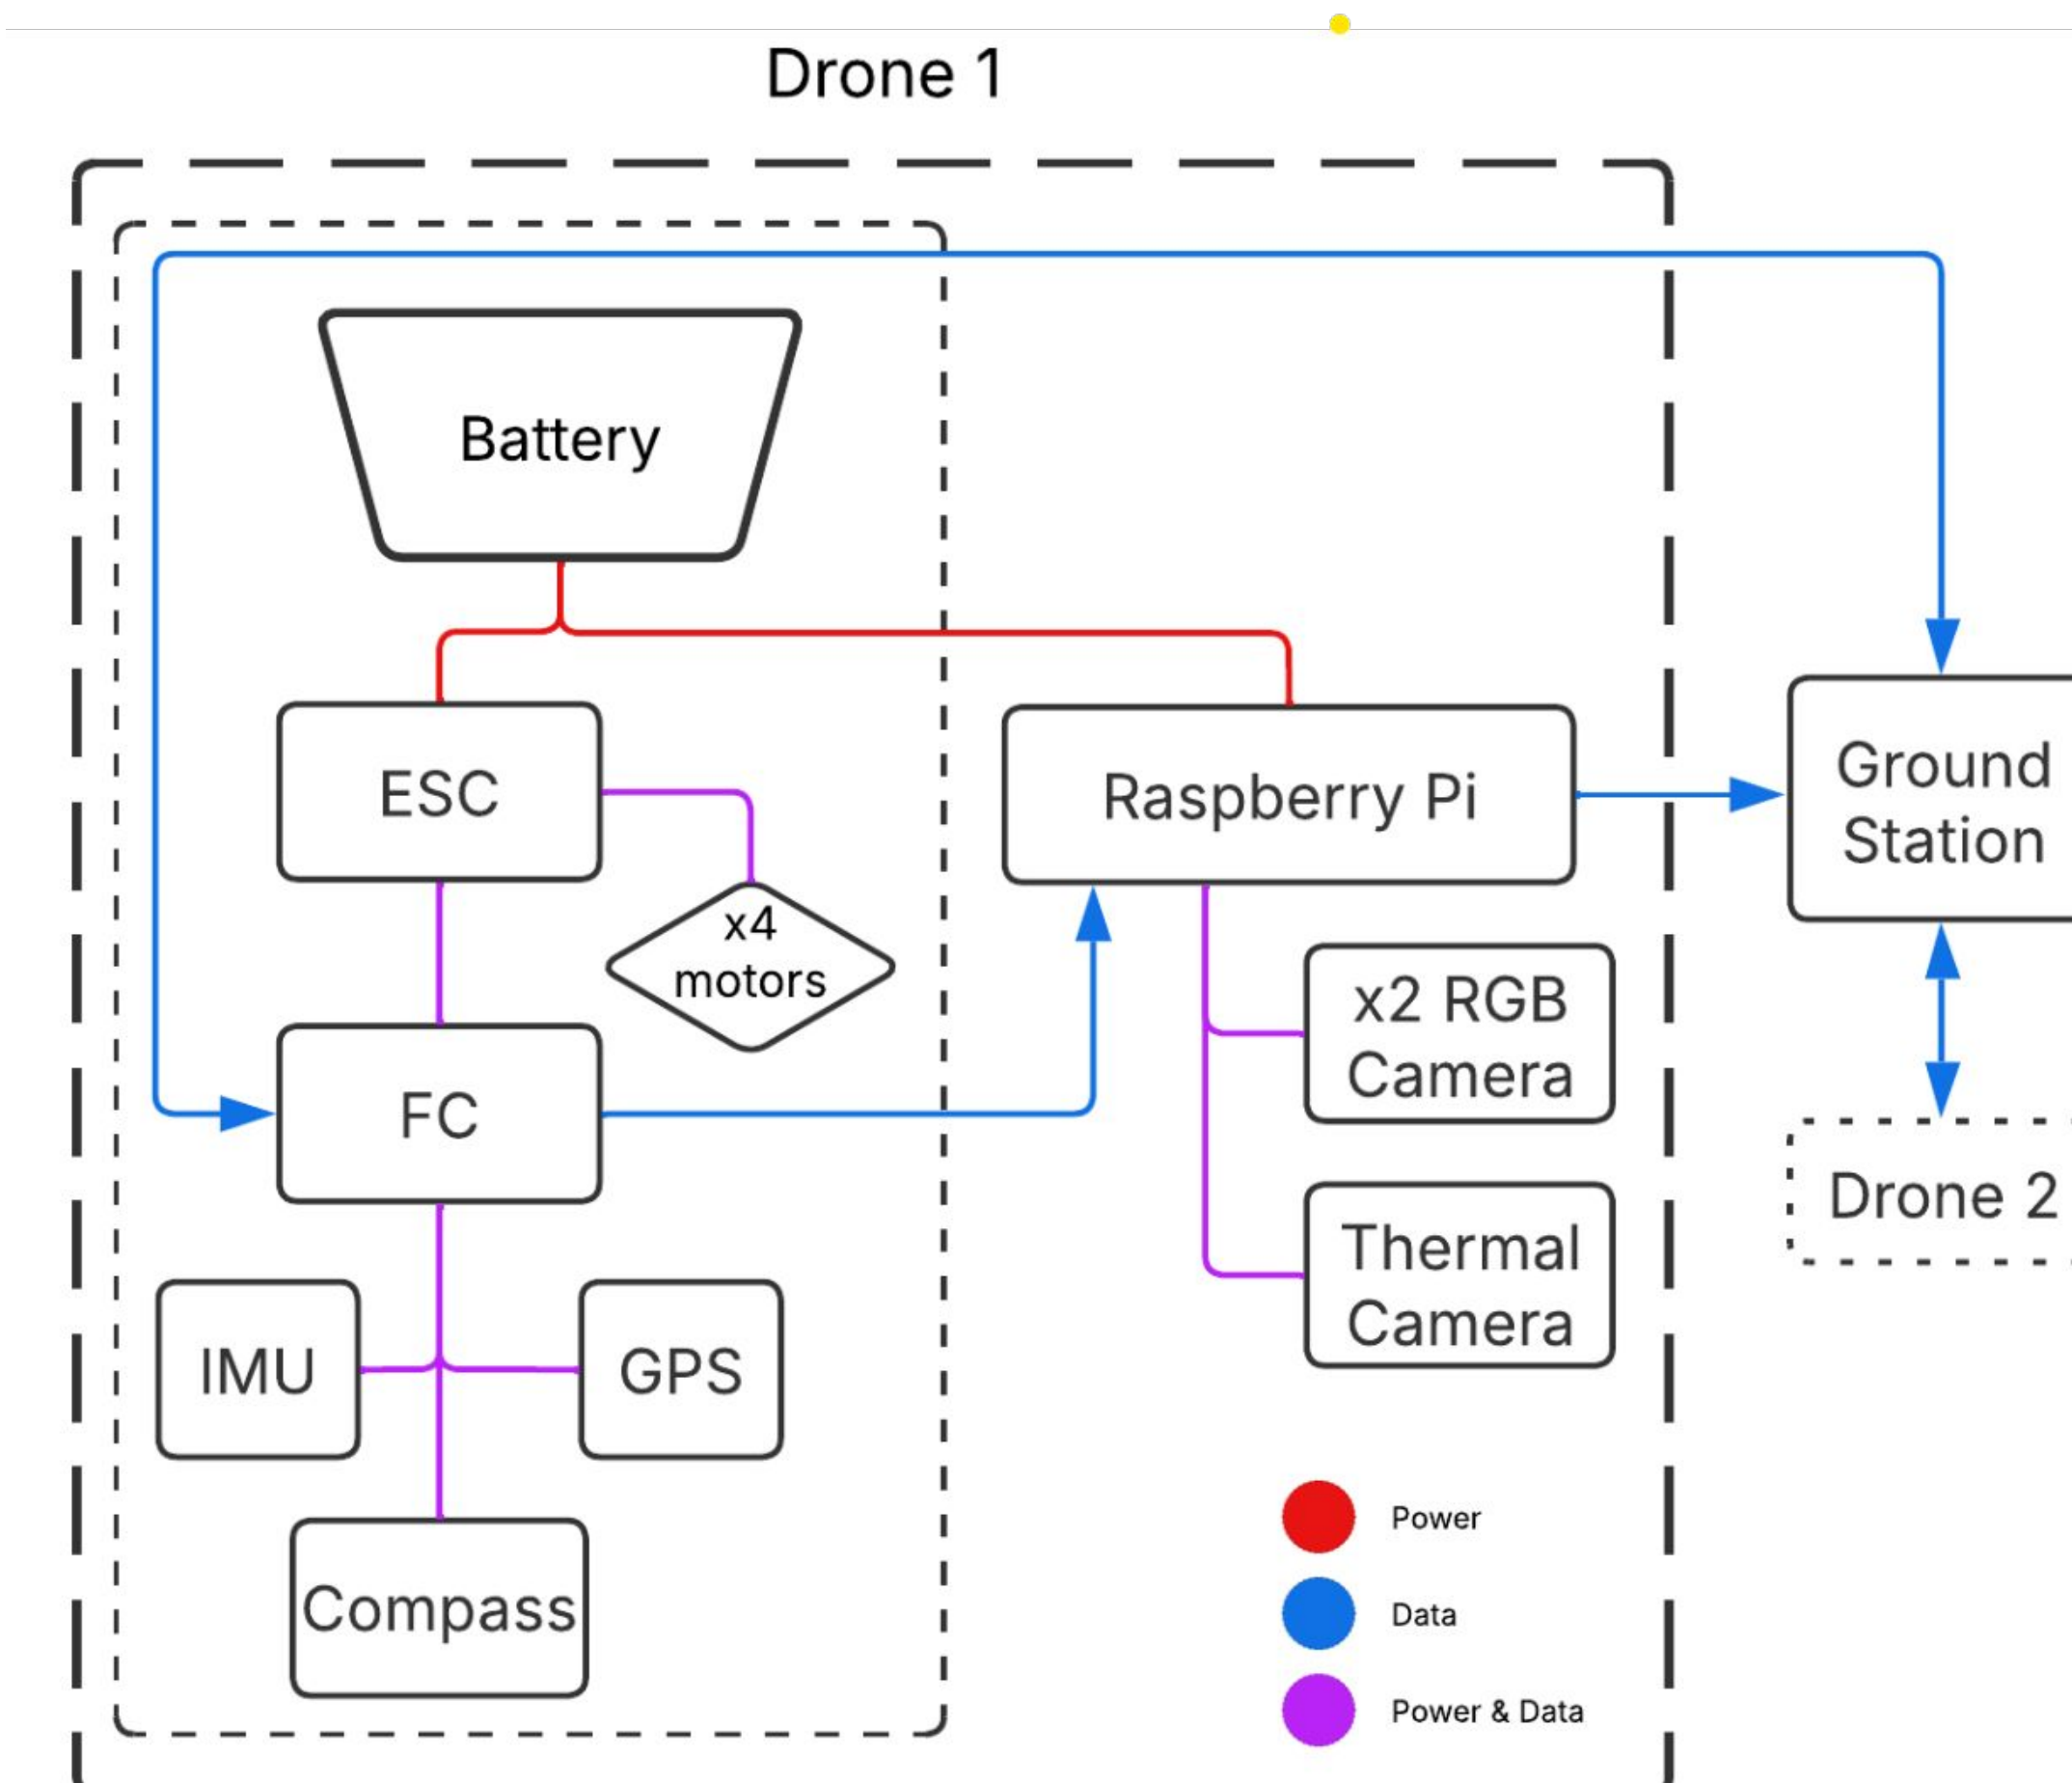 Drone 1
Battery
ESC
x4
motors
Raspberry Pi
Ground
Station
FC
x2 RGB
Camera
Thermal
Camera
Drone 2
IMU
GPS
Compass
Power
Data
Power & Data